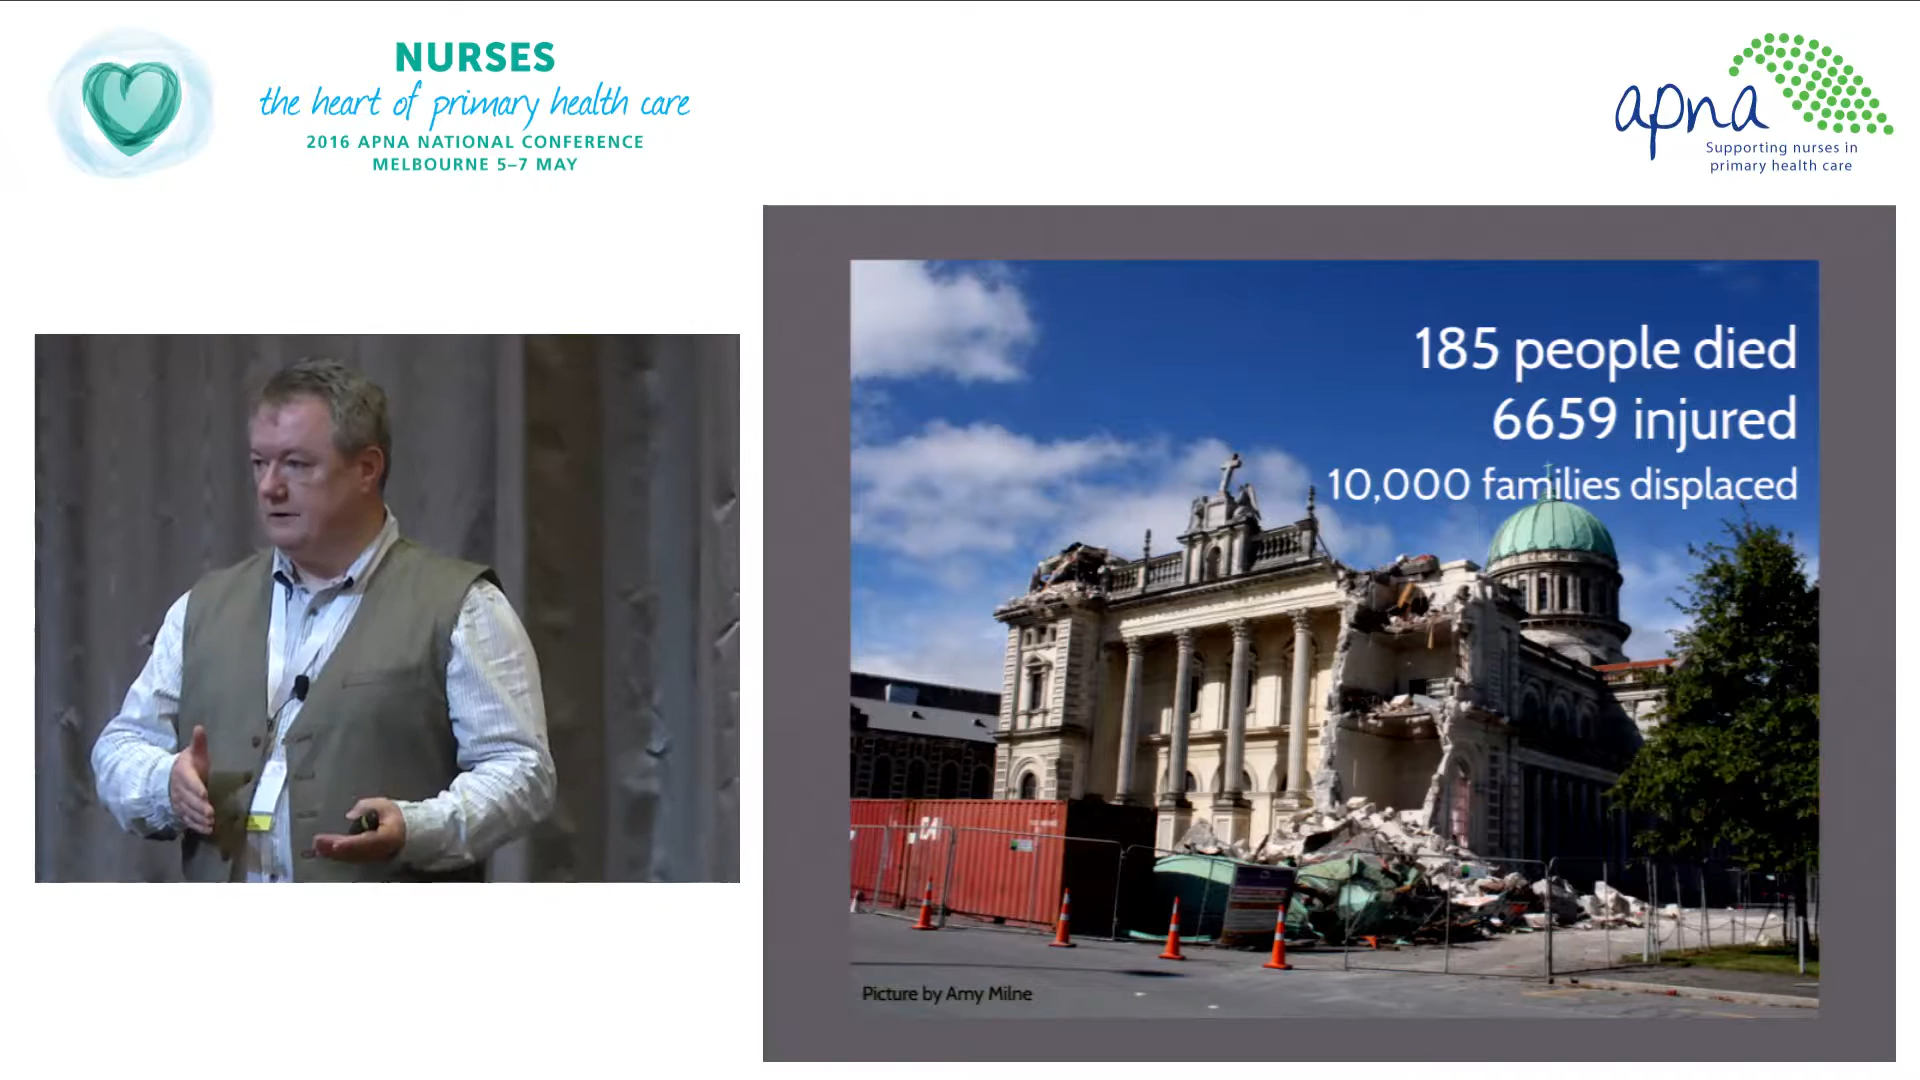 NURSES
the heart of primary health care
2016 APNA NATIONAL CONFERENCE
MELBOURNE 5–7 MAY
apna
Supporting nurses in
primary health care
185 people died
6659 injured
10,000 families displaced
Picture by Amy Milne